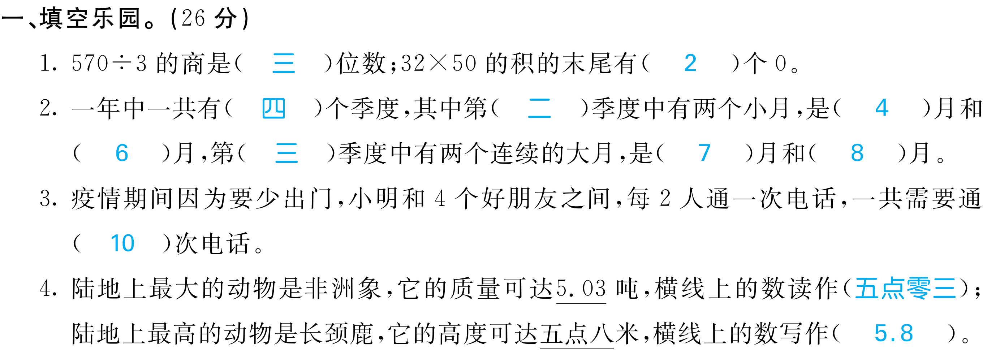 一、填空乐园。(26 分)
1. 570÷3 的商是( 三 )位数;32×50 的积的末尾有( 2 )个 0。
2. 一年中一共有( 四 )个季度,其中第( 二 )季度中有两个小月,是( 4 )月和
( 6 )月,第( 三 )季度中有两个连续的大月,是( 7 )月和( 8 )月。
3. 疫情期间因为要少出门,小明和 4 个好朋友之间,每 2 人通一次电话,一共需要通
( 10 )次电话。
4. 陆地上最大的动物是非洲象,它的质量可达5.03 吨,横线上的数读作(五点零三);
陆地上最高的动物是长颈鹿,它的高度可达五点八米,横线上的数写作( 5.8 )。